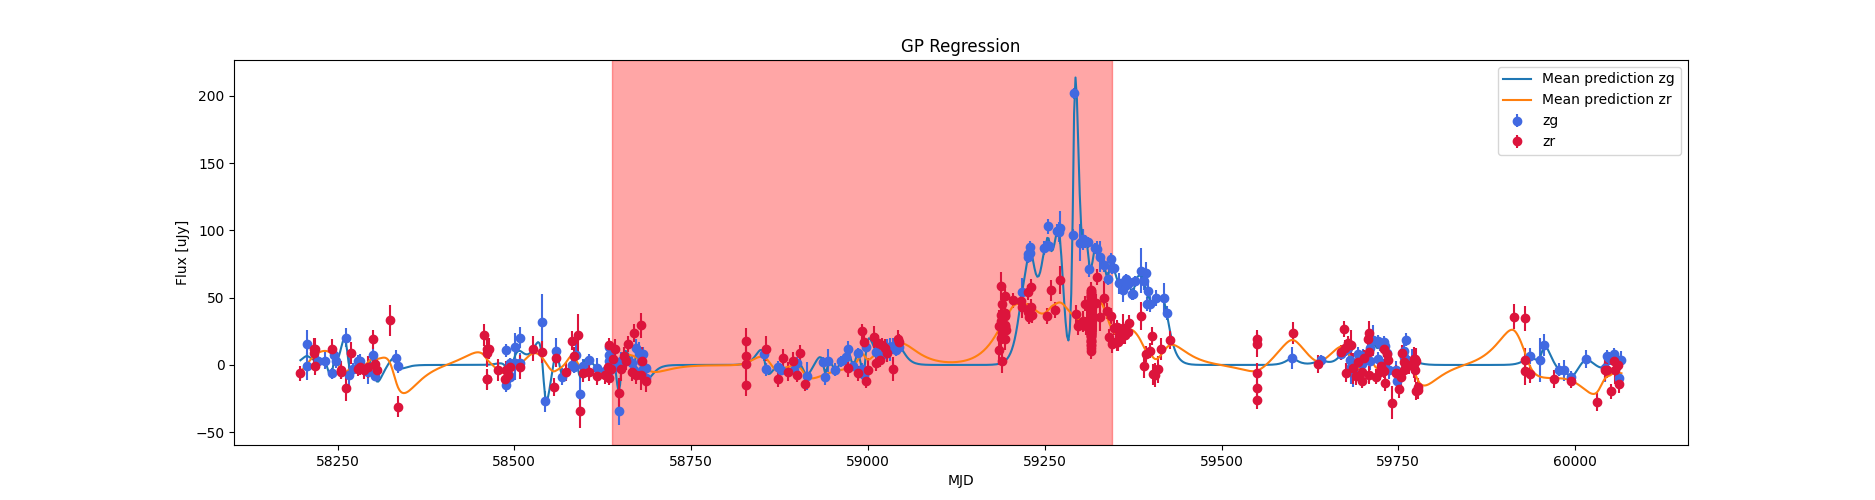 GP Regression
Mean prediction zg
Mean prediction zr
zg
zr
Flux [uJy]
200
150
100
50
0
−50
58250
58500
58750
59000
59250
59500
59750
60000
MJD